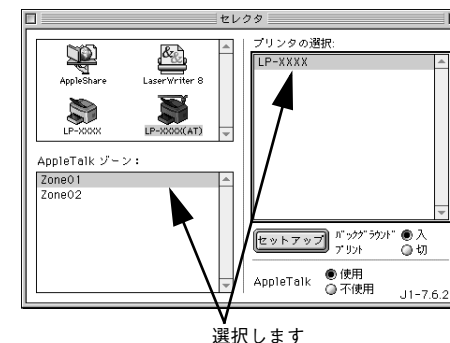 セレクタ
AppleShare
LaserWriter 8
LP-XXXX
LP-XXXX(AT)
AppleTalk ゾーン：
Zone01
Zone02
プリンタの選択:
LP-XXXX
セットアップ
ﾊﾞｯｸｸﾞﾗｳﾝﾄﾞ
ﾌﾟﾘﾝﾄ
入
切
AppleTalk
使用
不使用
J1-7.6.2
選択します